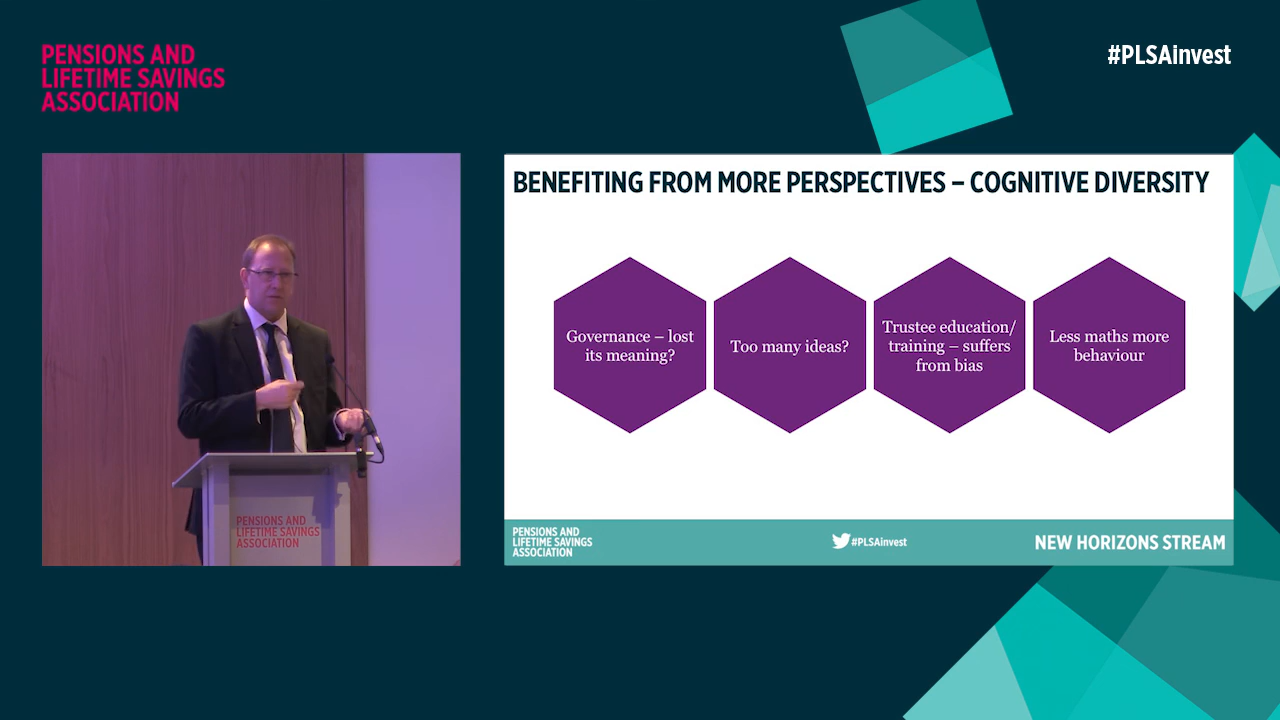 PENSIONS AND
LIFETIME SAVINGS
ASSOCIATION
#PLSAinvest
BENEFITING FROM MORE PERSPECTIVES – COGNITIVE DIVERSITY
Governance – lost
its meaning?
Too many ideas?
Trustee education/
training – suffers
from bias
Less maths more
behaviour
PENSIONS AND
LIFETIME SAVINGS
ASSOCIATION
PENSIONS AND
LIFETIME SAVINGS
ASSOCIATION
#PLSAinvest
NEW HORIZONS STREAM